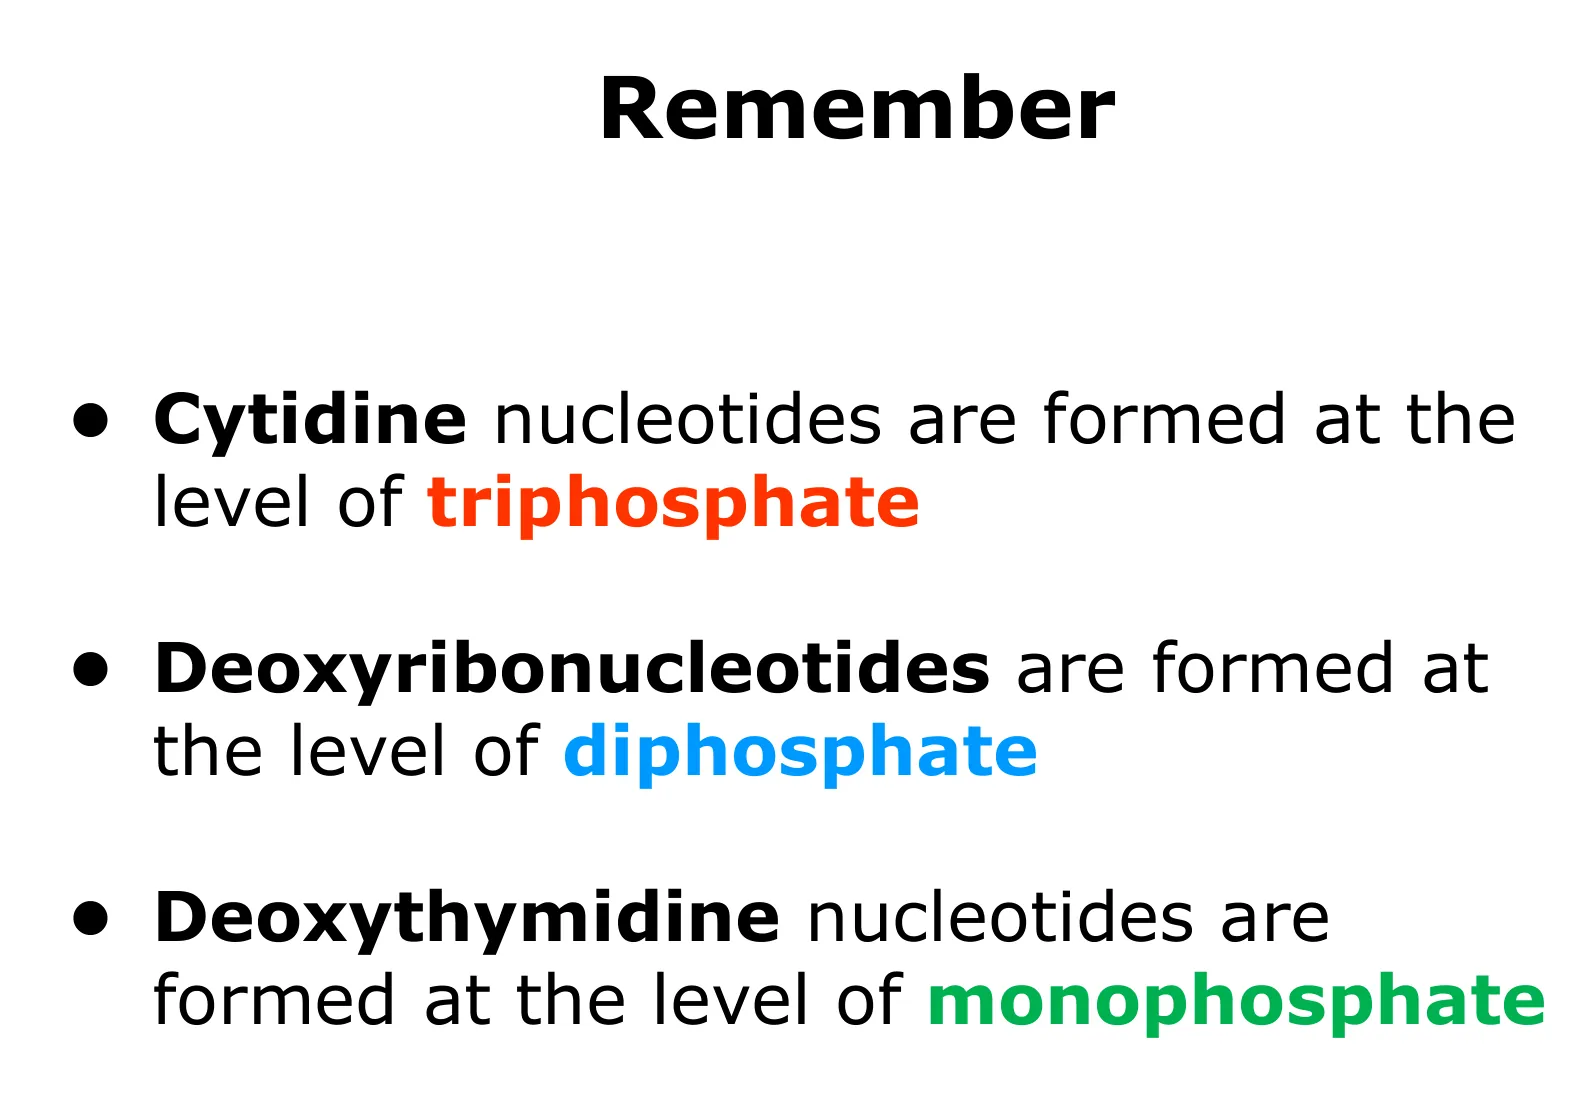 Remember
• Cytidine nucleotides are formed at the
level of triphosphate
• Deoxyribonucleotides are formed at
the level of diphosphate
• Deoxythymidine nucleotides are
formed at the level of monophosphate